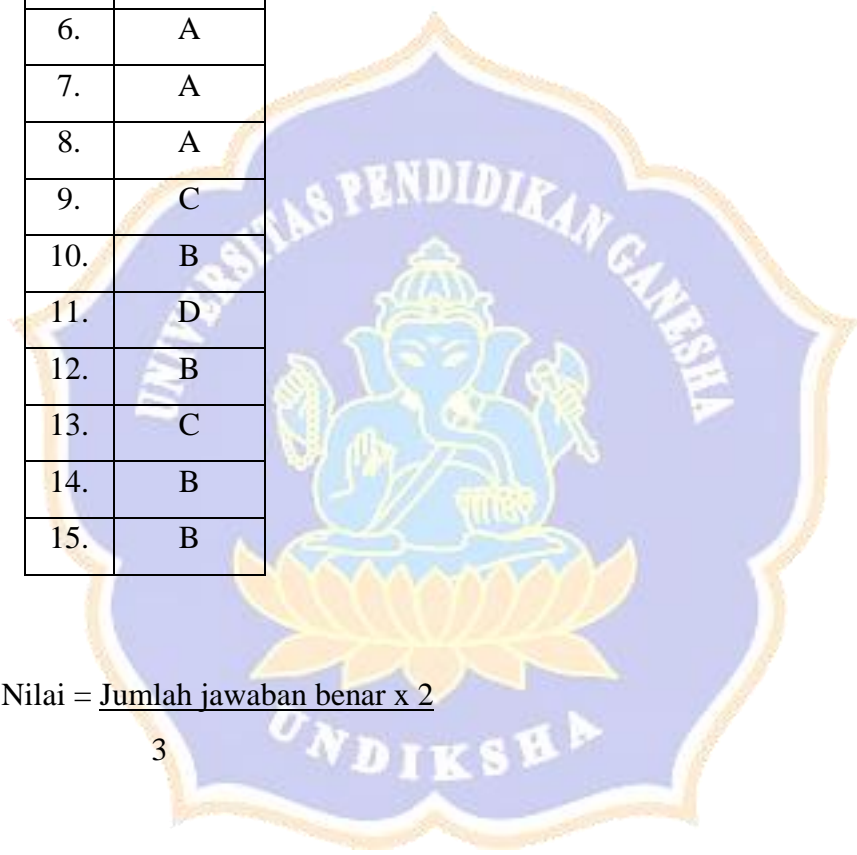 6. A
7. A
8. A
9. C
10. B
11. D
12. B
13. C
14. B
15. B
UNIVERSITAS PENDIDIKAN GANESHA
Nilai = Jumlah jawaban benar x 2
3
UNDIKSHA